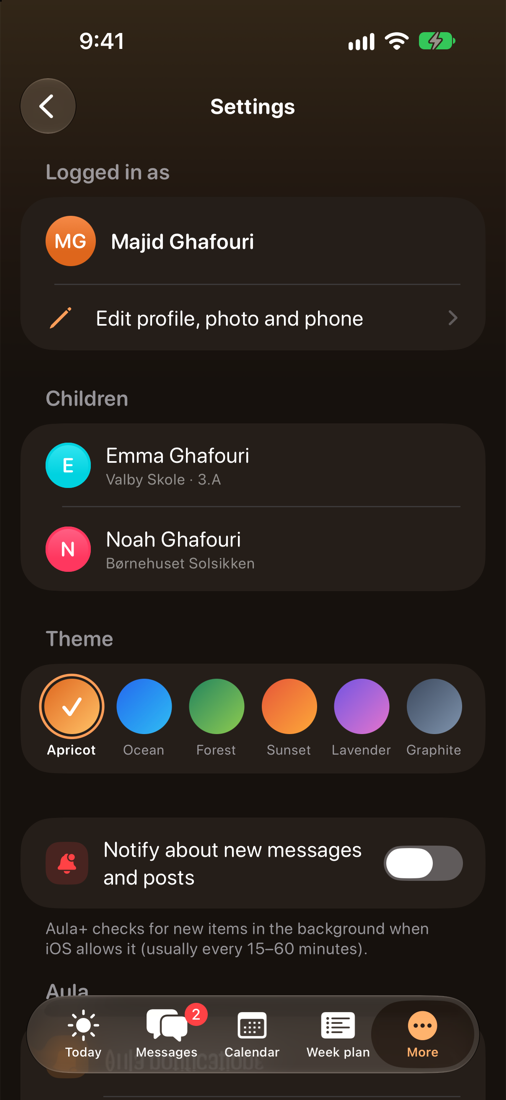 9:41
Settings
Logged in as
MG
Majid Ghafouri
Edit profile, photo and phone
Children
E
Emma Ghafouri
Valby Skole · 3.A
N
Noah Ghafouri
Børnehuset Solsikken
Theme
Apricot Ocean Forest Sunset Lavender Graphite
Notify about new messages
and posts
Aula+ checks for new items in the background when
iOS allows it (usually every 15–60 minutes).
Aula
2
Today Messages Calendar Week plan More